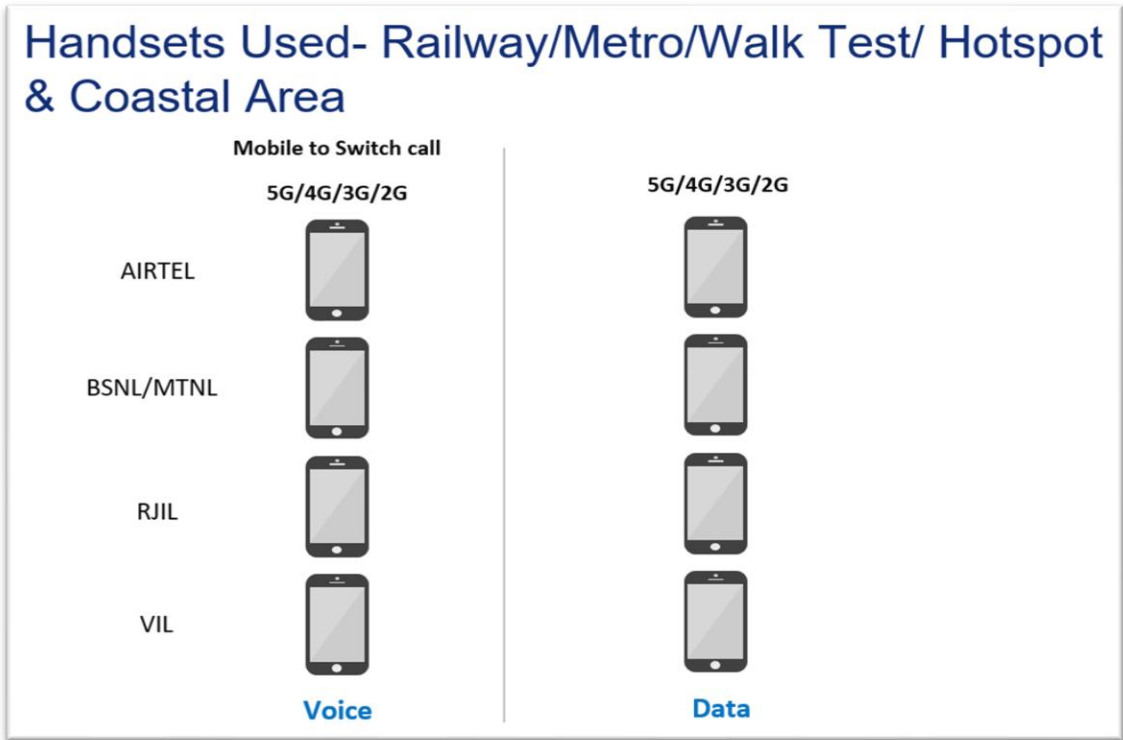 Handsets Used- Railway/Metro/Walk Test/ Hotspot
& Coastal Area
Mobile to Switch call
5G/4G/3G/2G
5G/4G/3G/2G
AIRTEL
BSNL/MTNL
RJIL
VIL
Voice
Data